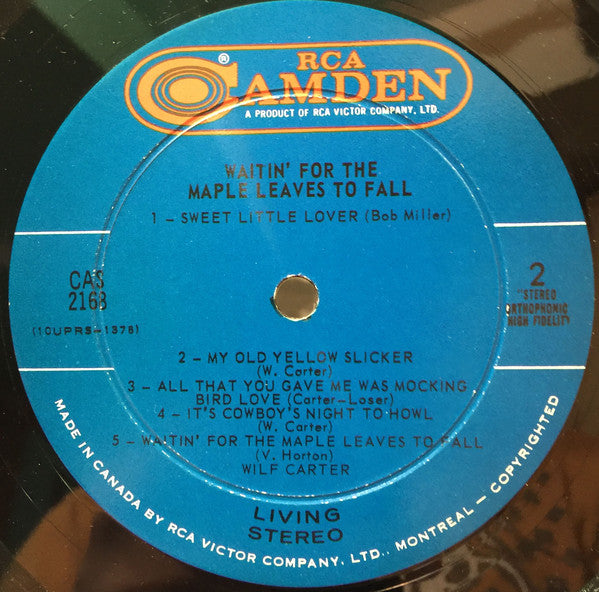 RCA
CAMDEN
®
A PRODUCT OF RCA VICTOR COMPANY, LTD.
WAITIN' FOR THE
MAPLE LEAVES TO FALL
1 – SWEET LITTLE LOVER (Bob Miller)
CAS
2168
(10UPRS-1378)
2
"STEREO
ORTHOPHONIC
HIGH FIDELITY
2 – MY OLD YELLOW SLICKER
(W. Carter)
3 – ALL THAT YOU GAVE ME WAS MOCKING
BIRD LOVE (Carter-Loser)
4 – IT'S COWBOY'S NIGHT TO HOWL
(W. Carter)
5 – WAITIN' FOR THE MAPLE LEAVES TO FALL
(V. Horton)
WILF CARTER
LIVING
STEREO
MADE IN CANADA BY RCA VICTOR COMPANY, LTD., MONTREAL — COPYRIGHTED